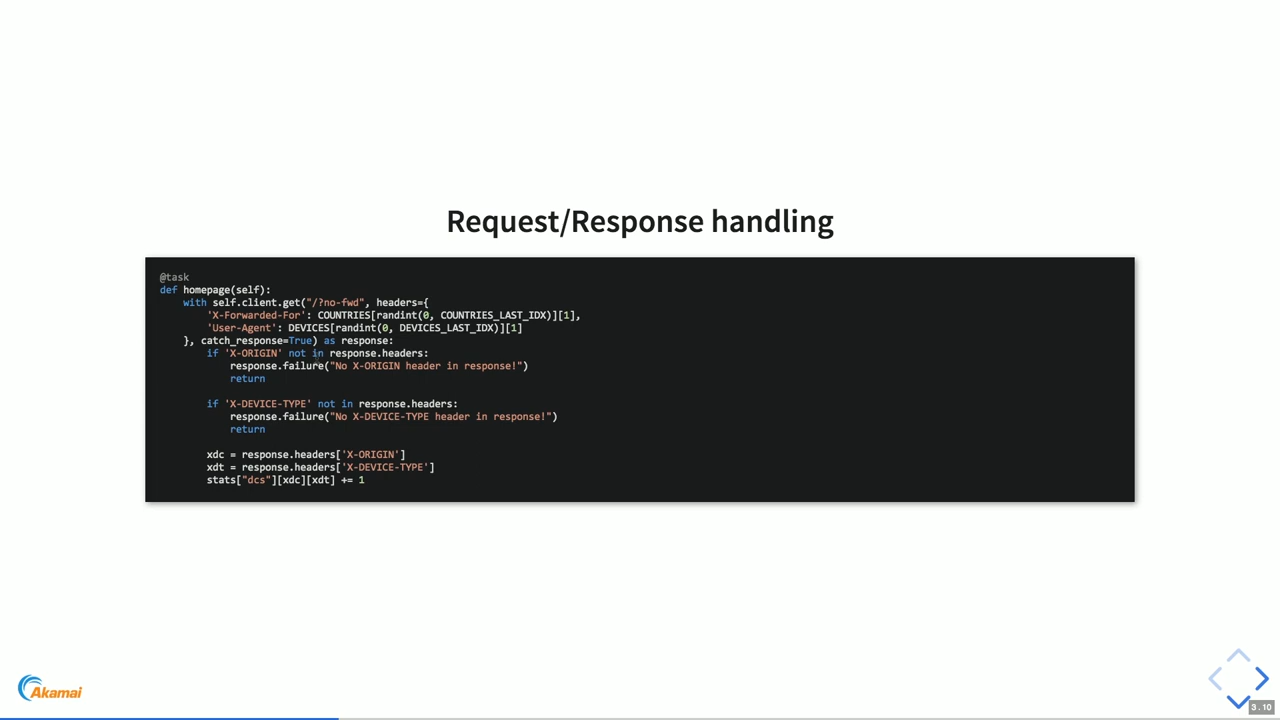 Request/Response handling
@task
def homepage(self):
    with self.client.get("/?no-fwd", headers={
        'X-Forwarded-For': COUNTRIES[randint(0, COUNTRIES_LAST_IDX)][1],
        'User-Agent': DEVICES[randint(0, DEVICES_LAST_IDX)][1]
    }, catch_response=True) as response:
        if 'X-ORIGIN' not in response.headers:
            response.failure("No X-ORIGIN header in response!")
            return
        if 'X-DEVICE-TYPE' not in response.headers:
            response.failure("No X-DEVICE-TYPE header in response!")
            return
        xdc = response.headers['X-ORIGIN']
        xdt = response.headers['X-DEVICE-TYPE']
        stats["dcs"][xdc][xdt] += 1
Akamai
3.10